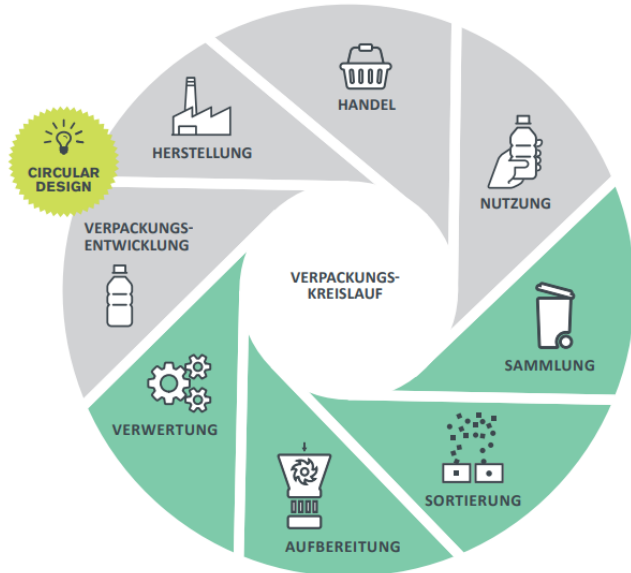 HANDEL
HERSTELLUNG
NUTZUNG
CIRCULAR
DESIGN
VERPACKUNGS-
ENTWICKLUNG
VERPACKUNGS-
KREISLAUF
SAMMLUNG
VERWERTUNG
SORTIERUNG
AUFBEREITUNG